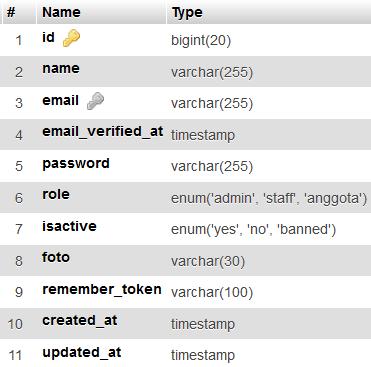 # Name Type
1 id bigint(20)
2 name varchar(255)
3 email varchar(255)
4 email_verified_at timestamp
5 password varchar(255)
6 role enum('admin', 'staff', 'anggota')
7 isactive enum('yes', 'no', 'banned')
8 foto varchar(30)
9 remember_token varchar(100)
10 created_at timestamp
11 updated_at timestamp